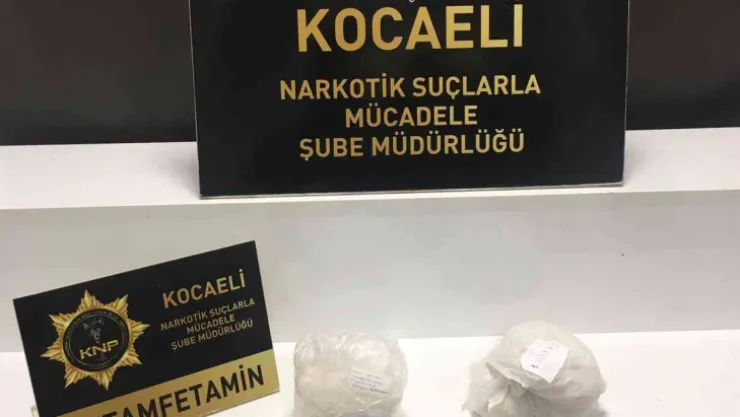 KOCAELİ
NARKOTİK SUÇLARLA
MÜCADELE
ŞUBE MÜDÜRLÜĞÜ
KOCAELİ
NARKOTİK SUÇLARLA
MÜCADELE
ŞUBE MÜDÜRLÜĞÜ
KNP
TAMFETAMİN